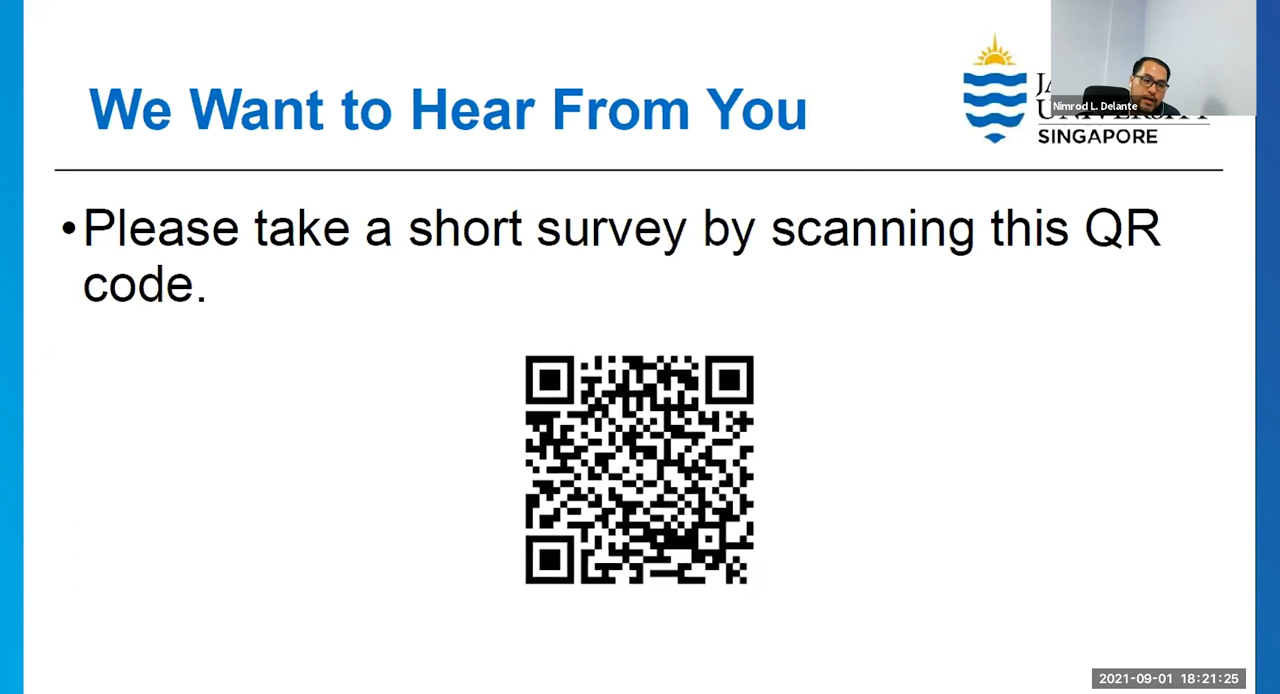 We Want to Hear From You
Nimrod L. Delante
SINGAPORE
•Please take a short survey by scanning this QR
code.
2021-09-01 18:21:25